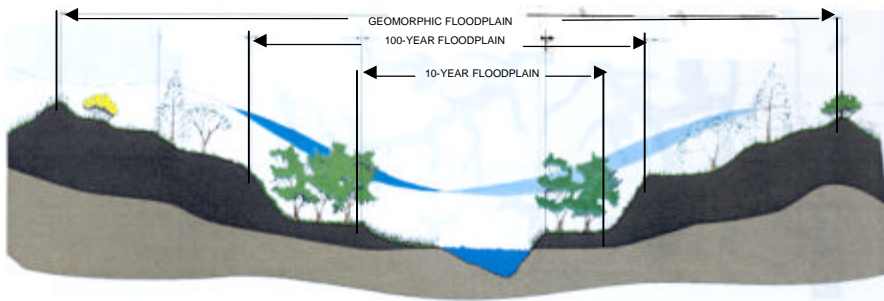 GEOMORPHIC FLOODPLAIN
100-YEAR FLOODPLAIN
10-YEAR FLOODPLAIN